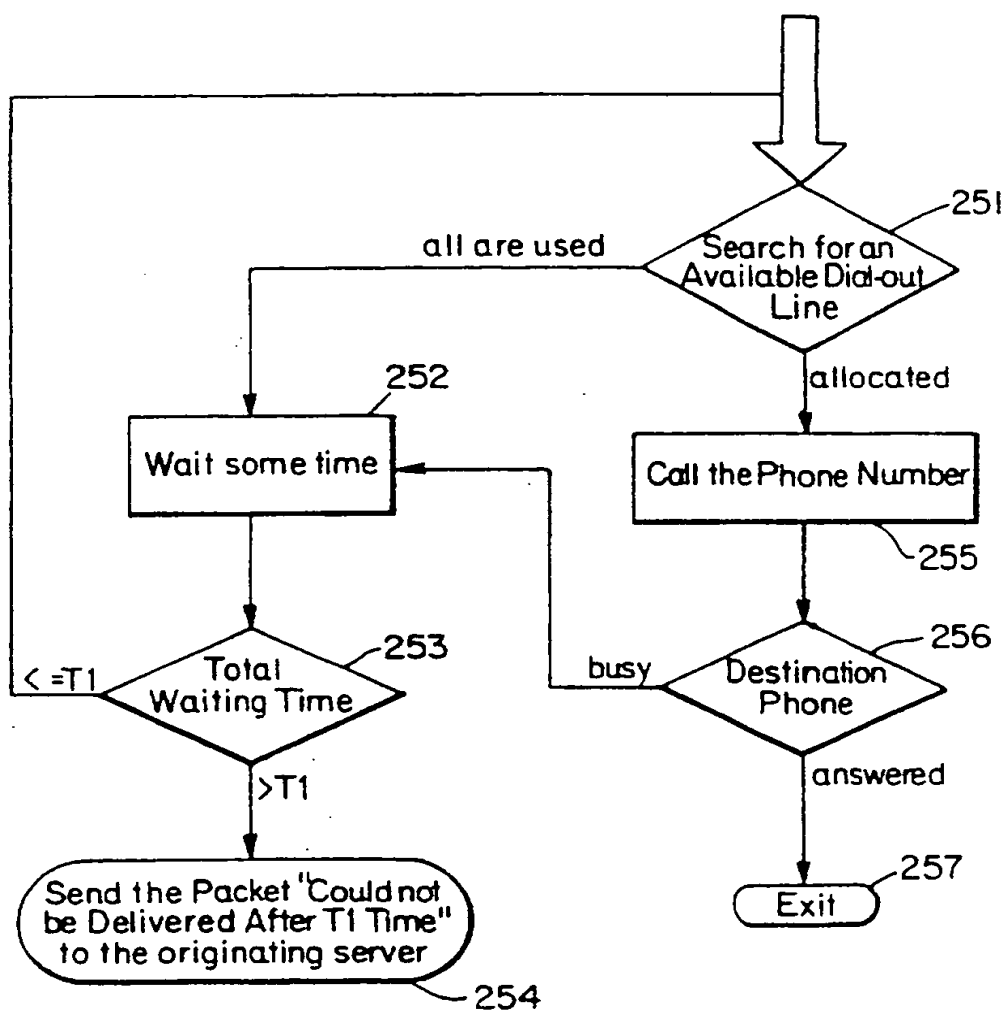 251
Search for an
Available Dial-out
Line
all are used
allocated
252
Wait some time
Call the Phone Number
255
253
Total
Waiting Time
< =T1
>T1
256
Destination
Phone
busy
answered
257
Exit
Send the Packet "Could not
be Delivered After T1 Time"
to the originating server
254